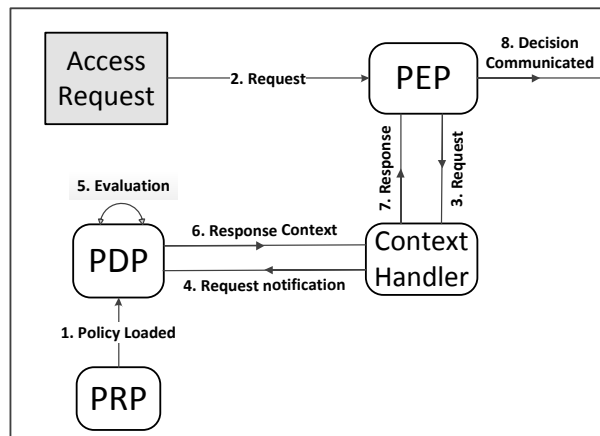 8. Decision
Communicated
Access
Request
2. Request
PEP
7. Response
3. Request
5. Evaluation
6. Response Context
PDP
Context
Handler
4. Request notification
1. Policy Loaded
PRP